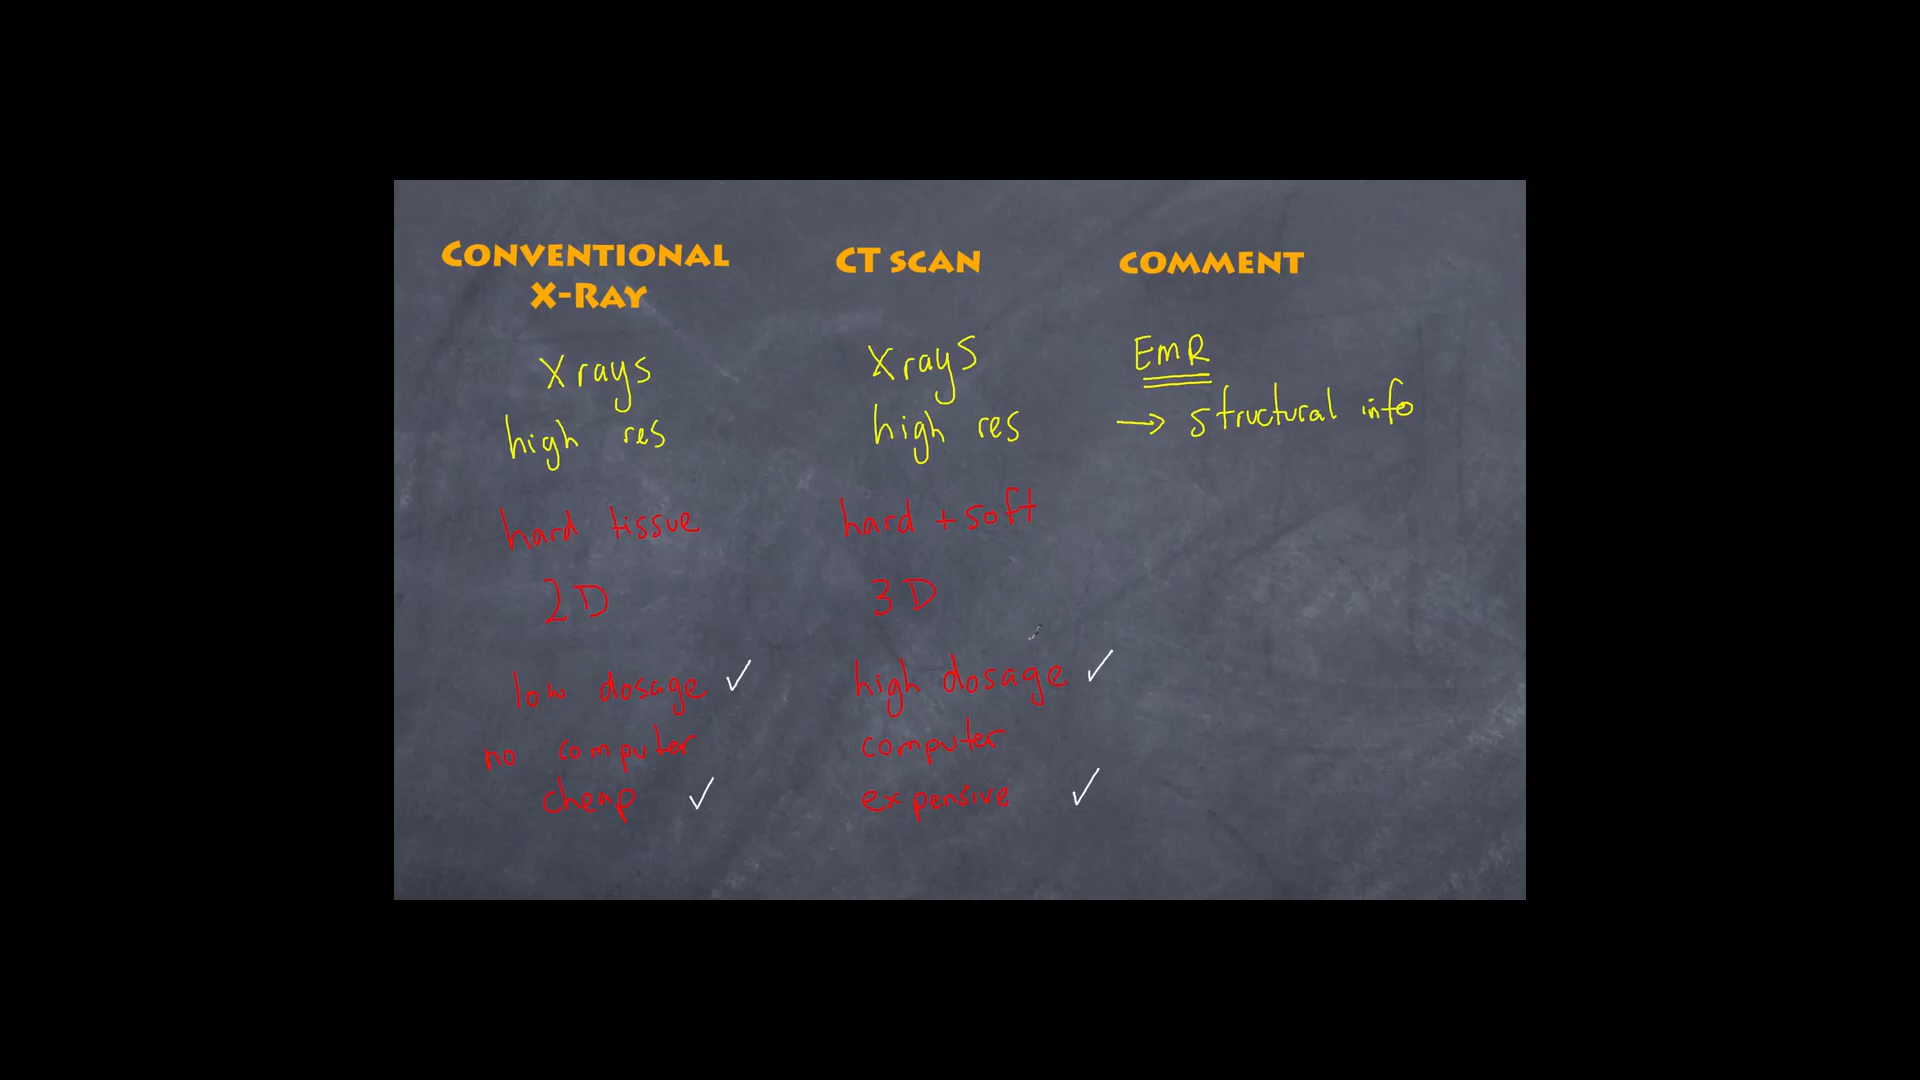 CONVENTIONAL X-RAY
CT SCAN
COMMENT
X rays
X rays
EMR
high res
high res
→ structural info
hard tissue
hard + soft
2D
3D
low dosage ✓
high dosage ✓
no computer
computer
cheap ✓
expensive ✓